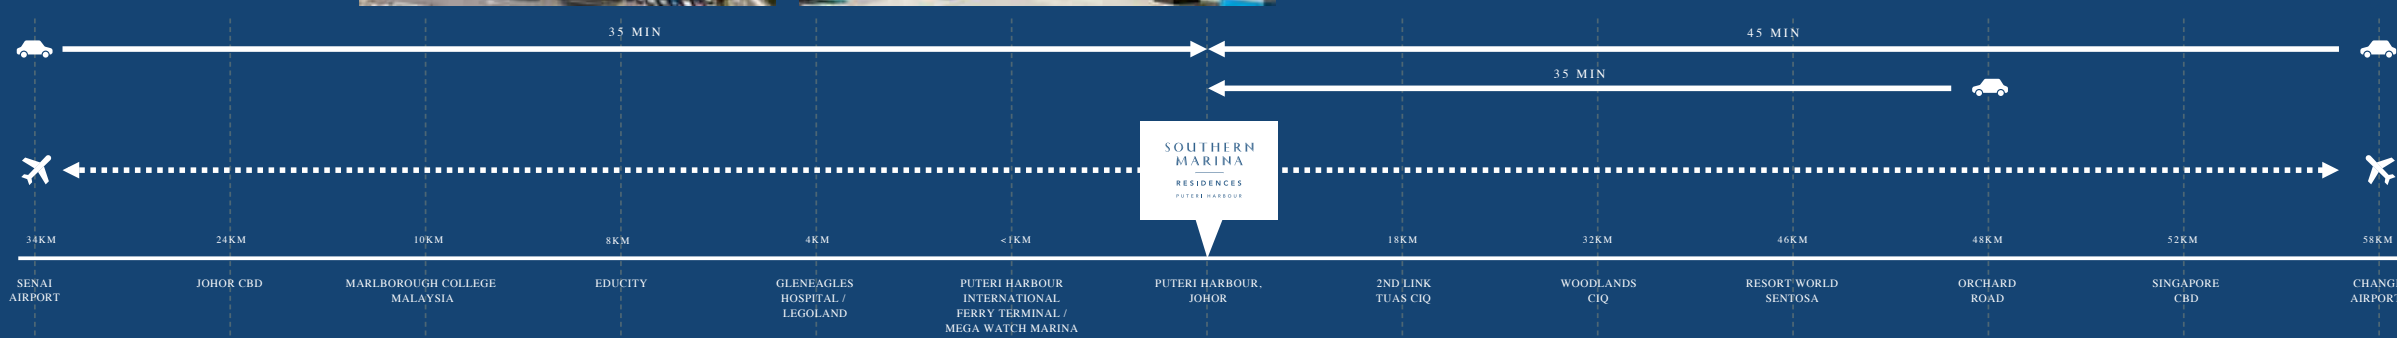 35 MIN
45 MIN
35 MIN
SOUTHERN
MARINA
RESIDENCES
PUTERI HARBOUR
34KM
24KM
10KM
8KM
4KM
<1KM
18KM
32KM
46KM
48KM
52KM
58KM
SENAI
AIRPORT
JOHOR CBD
MARLBOROUGH COLLEGE
MALAYSIA
EDUCITY
GLENEAGLES
HOSPITAL /
LEGOLAND
PUTERI HARBOUR
INTERNATIONAL
FERRY TERMINAL /
MEGA WATCH MARINA
PUTERI HARBOUR,
JOHOR
2ND LINK
TUAS CIQ
WOODLANDS
CIQ
RESORT WORLD
SENTOSA
ORCHARD
ROAD
SINGAPORE
CBD
CHANGI
AIRPORT